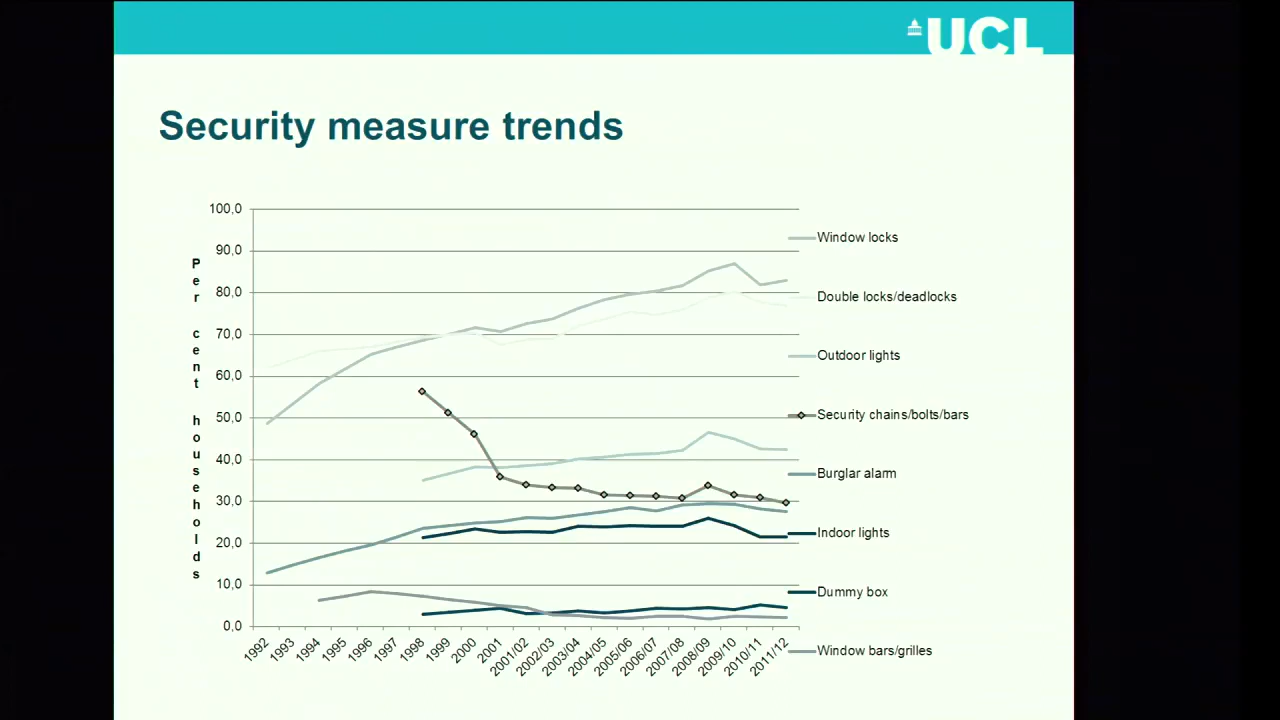 UCL
Security measure trends
100,0
90,0
80,0
70,0
60,0
50,0
40,0
30,0
20,0
10,0
0,0
Per cent households
1992
1993
1994
1995
1996
1997
1998
1999
2000
2001
2001/02
2002/03
2003/04
2004/05
2005/06
2006/07
2007/08
2008/09
2009/10
2010/11
2011/12
Window locks
Double locks/deadlocks
Outdoor lights
Security chains/bolts/bars
Burglar alarm
Indoor lights
Dummy box
Window bars/grilles